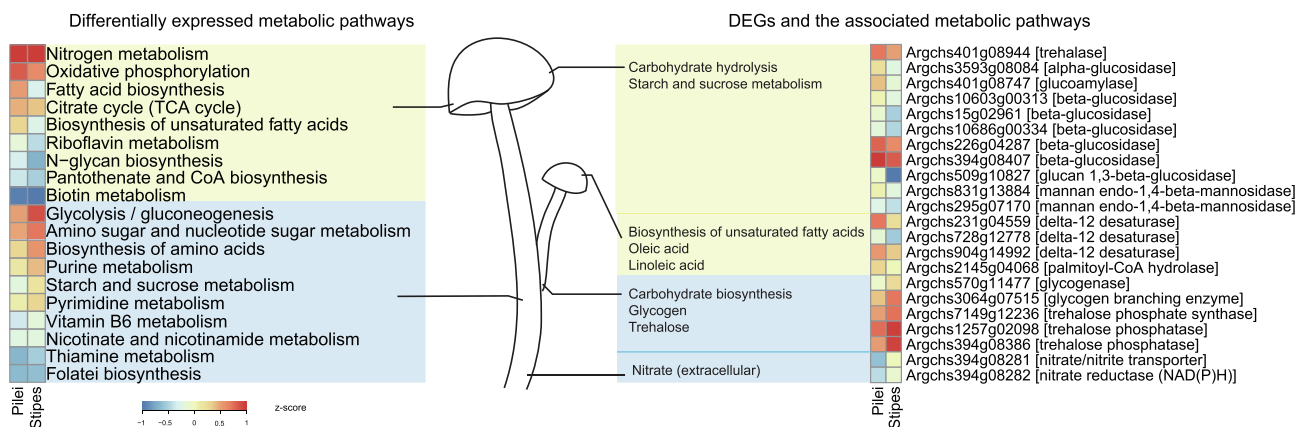 Differentially expressed metabolic pathways
Nitrogen metabolism
Oxidative phosphorylation
Fatty acid biosynthesis
Citrate cycle (TCA cycle)
Biosynthesis of unsaturated fatty acids
Riboflavin metabolism
N−glycan biosynthesis
Pantothenate and CoA biosynthesis
Biotin metabolism
Glycolysis / gluconeogenesis
Amino sugar and nucleotide sugar metabolism
Biosynthesis of amino acids
Purine metabolism
Starch and sucrose metabolism
Pyrimidine metabolism
Vitamin B6 metabolism
Nicotinate and nicotinamide metabolism
Thiamine metabolism
Folatei biosynthesis
Pilei
Stipes
−1 −0.5 0 0.5 1
z-score
DEGs and the associated metabolic pathways
Carbohydrate hydrolysis
Starch and sucrose metabolism
Biosynthesis of unsaturated fatty acids
Oleic acid
Linoleic acid
Carbohydrate biosynthesis
Glycogen
Trehalose
Nitrate (extracellular)
Argchs401g08944 [trehalase]
Argchs3593g08084 [alpha-glucosidase]
Argchs401g08747 [glucoamylase]
Argchs10603g00313 [beta-glucosidase]
Argchs15g02961 [beta-glucosidase]
Argchs10686g00334 [beta-glucosidase]
Argchs226g04287 [beta-glucosidase]
Argchs394g08407 [beta-glucosidase]
Argchs509g10827 [glucan 1,3-beta-glucosidase]
Argchs831g13884 [mannan endo-1,4-beta-mannosidase]
Argchs295g07170 [mannan endo-1,4-beta-mannosidase]
Argchs231g04559 [delta-12 desaturase]
Argchs728g12778 [delta-12 desaturase]
Argchs904g14992 [delta-12 desaturase]
Argchs2145g04068 [palmitoyl-CoA hydrolase]
Argchs570g11477 [glycogenase]
Argchs3064g07515 [glycogen branching enzyme]
Argchs7149g12236 [trehalose phosphate synthase]
Argchs1257g02098 [trehalose phosphatase]
Argchs394g08386 [trehalose phosphatase]
Argchs394g08281 [nitrate/nitrite transporter]
Argchs394g08282 [nitrate reductase (NAD(P)H)]
Pilei
Stipes